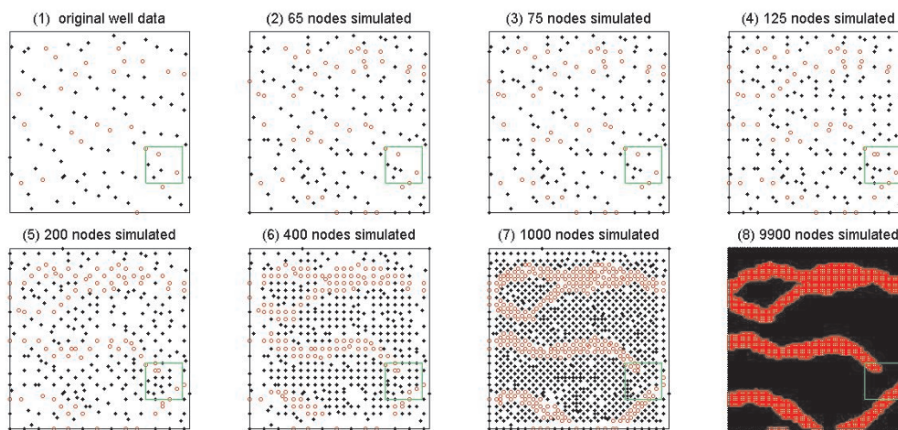 (1) original well data
(2) 65 nodes simulated
(3) 75 nodes simulated
(4) 125 nodes simulated
(5) 200 nodes simulated
(6) 400 nodes simulated
(7) 1000 nodes simulated
(8) 9900 nodes simulated